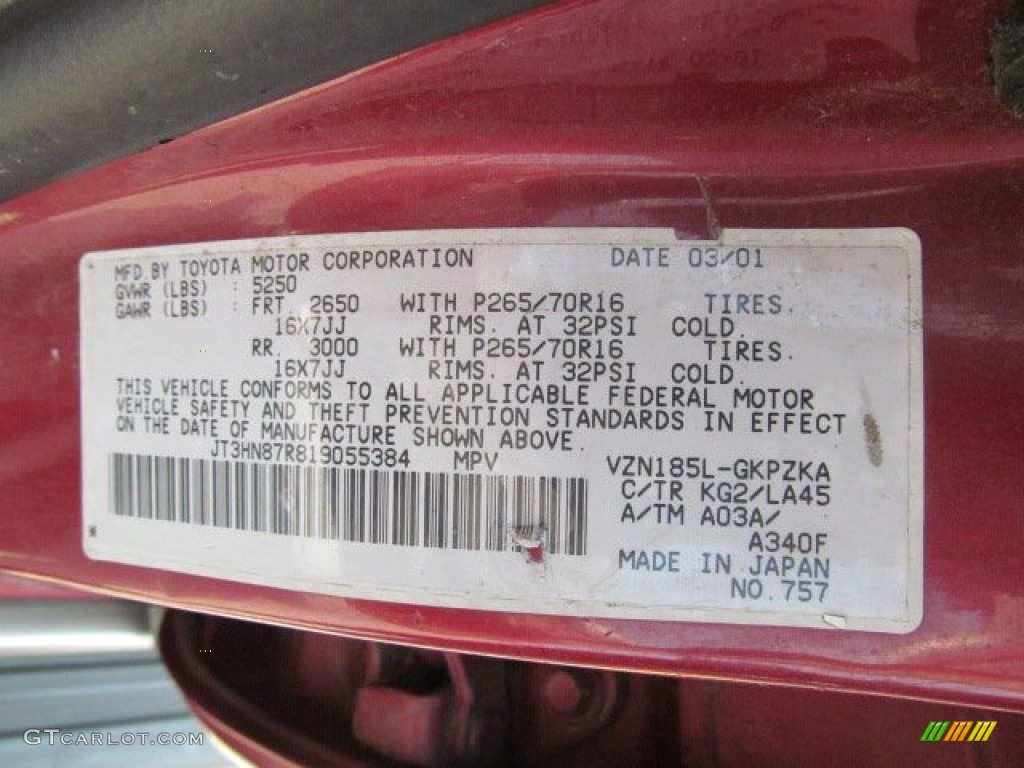 MFD.BY TOYOTA MOTOR CORPORATION DATE 03/01
GVWR (LBS) : 5250
GAWR (LBS) : FRT. 2650 WITH P265/70R16 TIRES.
16X7JJ RIMS. AT 32PSI COLD.
RR. 3000 WITH P265/70R16 TIRES.
16X7JJ RIMS. AT 32PSI COLD.
THIS VEHICLE CONFORMS TO ALL APPLICABLE FEDERAL MOTOR
VEHICLE SAFETY AND THEFT PREVENTION STANDARDS IN EFFECT
ON THE DATE OF MANUFACTURE SHOWN ABOVE.
JT3HN87R819055384 MPV
VZN185L-GKPZKA
C/TR KG2/LA45
A/TM A03A/
A340F
MADE IN JAPAN
NO.757
GTCARLOT.COM